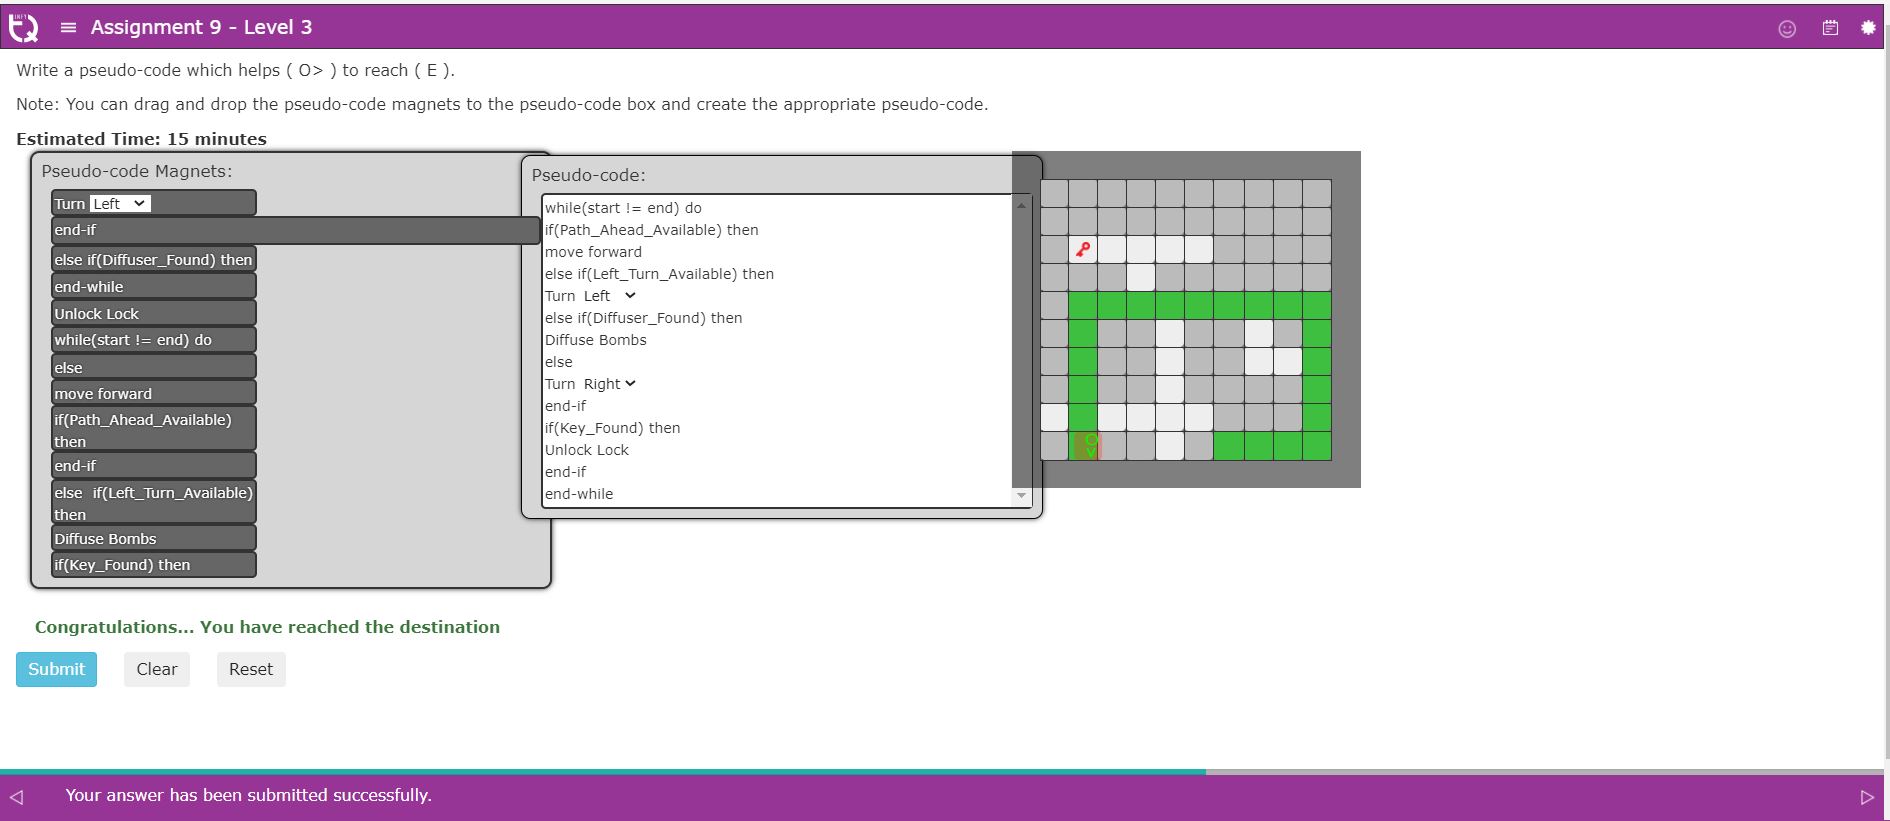 Assignment 9 - Level 3
Write a pseudo-code which helps ( O> ) to reach ( E ).
Note: You can drag and drop the pseudo-code magnets to the pseudo-code box and create the appropriate pseudo-code.
Estimated Time: 15 minutes
Pseudo-code Magnets:
Turn Left
end-if
else if(Diffuser_Found) then
end-while
Unlock Lock
while(start != end) do
else
move forward
if(Path_Ahead_Available)
then
end-if
else if(Left_Turn_Available)
then
Diffuse Bombs
if(Key_Found) then
Pseudo-code:
while(start != end) do
if(Path_Ahead_Available) then
move forward
else if(Left_Turn_Available) then
Turn Left
else if(Diffuser_Found) then
Diffuse Bombs
else
Turn Right
end-if
if(Key_Found) then
Unlock Lock
end-if
end-while
O
V
Congratulations... You have reached the destination
Submit Clear Reset
Your answer has been submitted successfully.